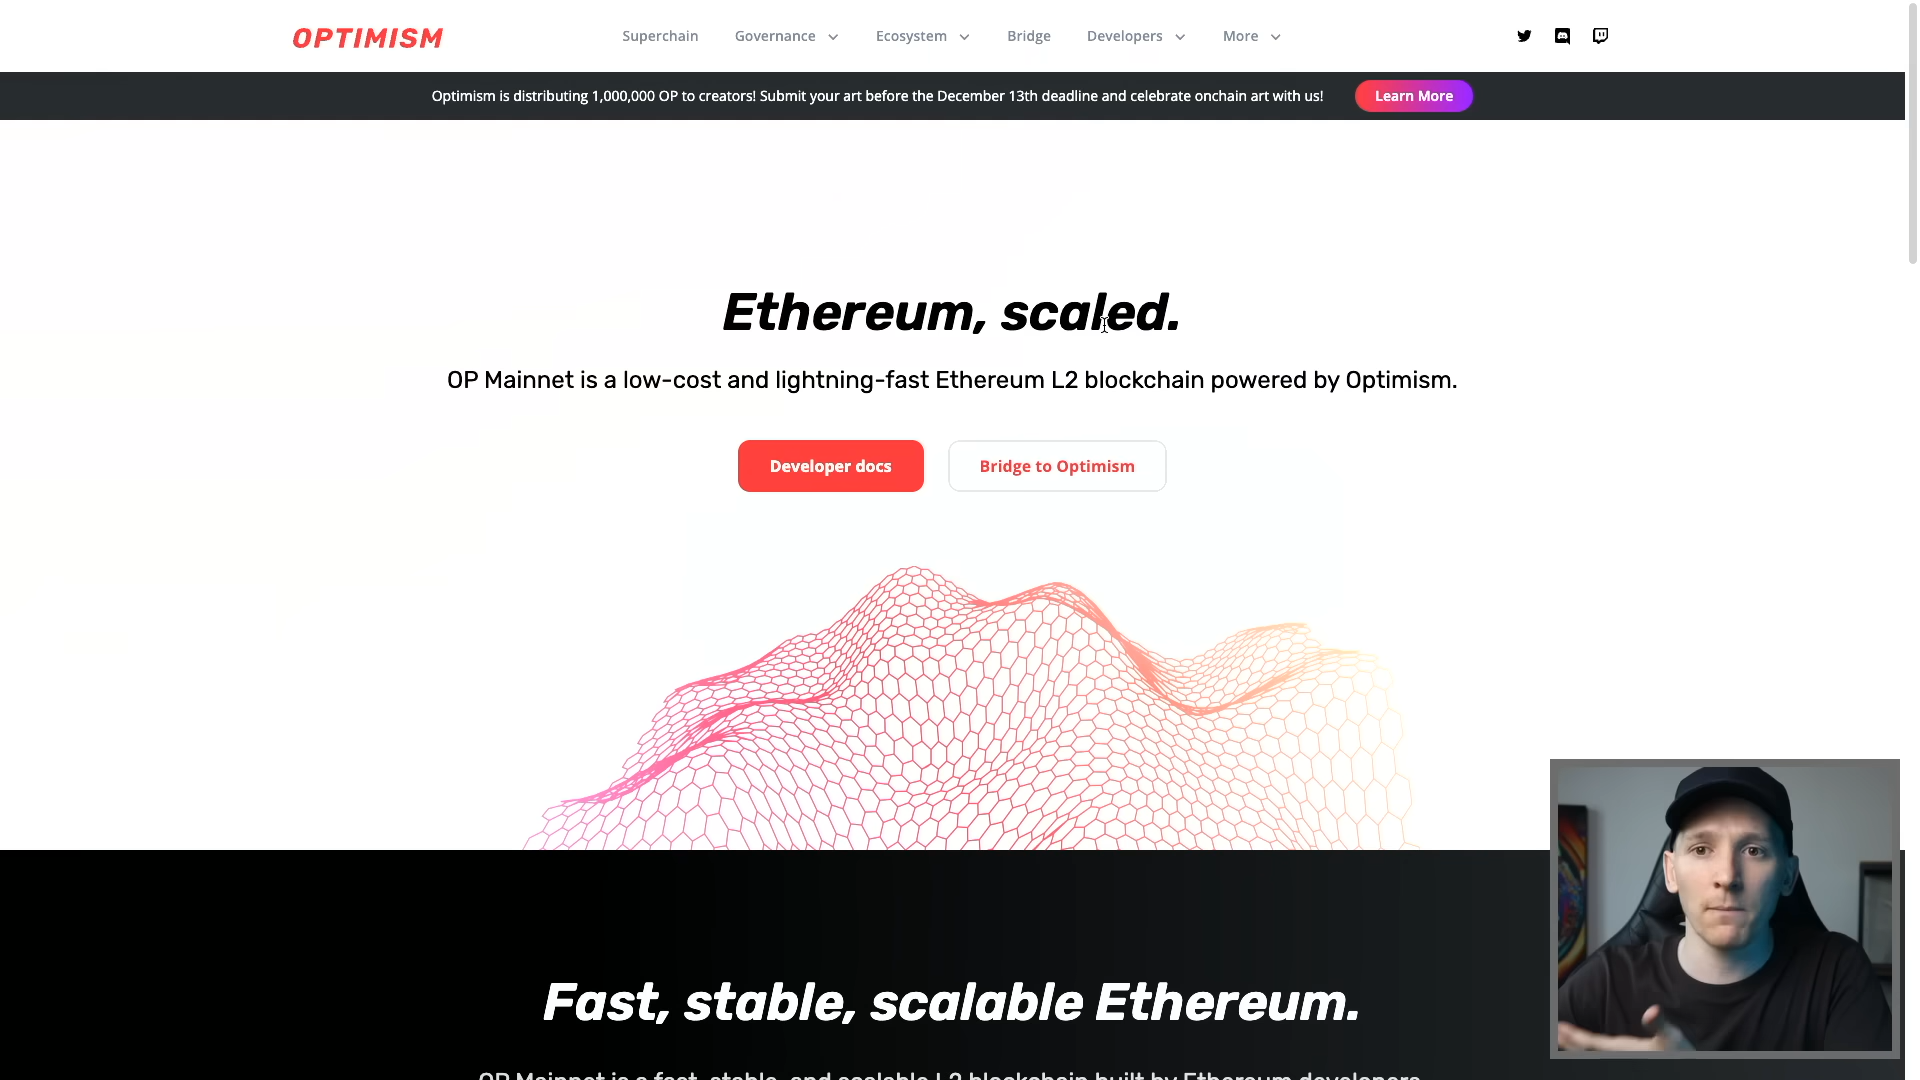 OPTIMISM
Superchain Governance Ecosystem Bridge Developers More
Optimism is distributing 1,000,000 OP to creators! Submit your art before the December 13th deadline and celebrate onchain art with us! Learn More
Ethereum, scaled.
OP Mainnet is a low-cost and lightning-fast Ethereum L2 blockchain powered by Optimism.
Developer docs Bridge to Optimism
Fast, stable, scalable Ethereum.
OP Mainnet is a fast, stable, and scalable L2 blockchain built by Ethereum developers